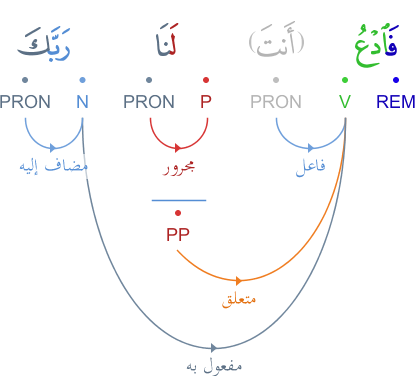 فَٱدْعُ (أَنتَ) لَنَا رَبَّكَ
REM V PRON P PRON N PRON
فاعل مجرور مضاف إليه
PP
متعلق
مفعول به